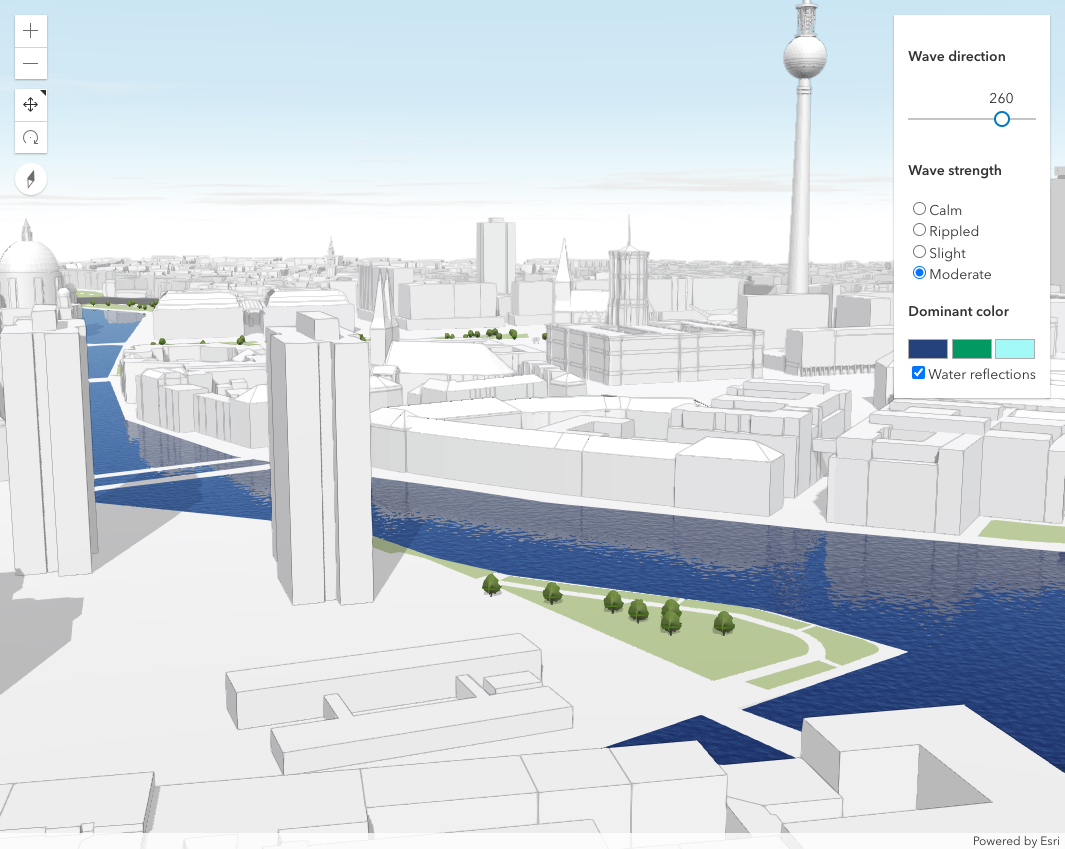 Wave direction
260
Wave strength
Calm
Rippled
Slight
Moderate
Dominant color
Water reflections
Powered by Esri